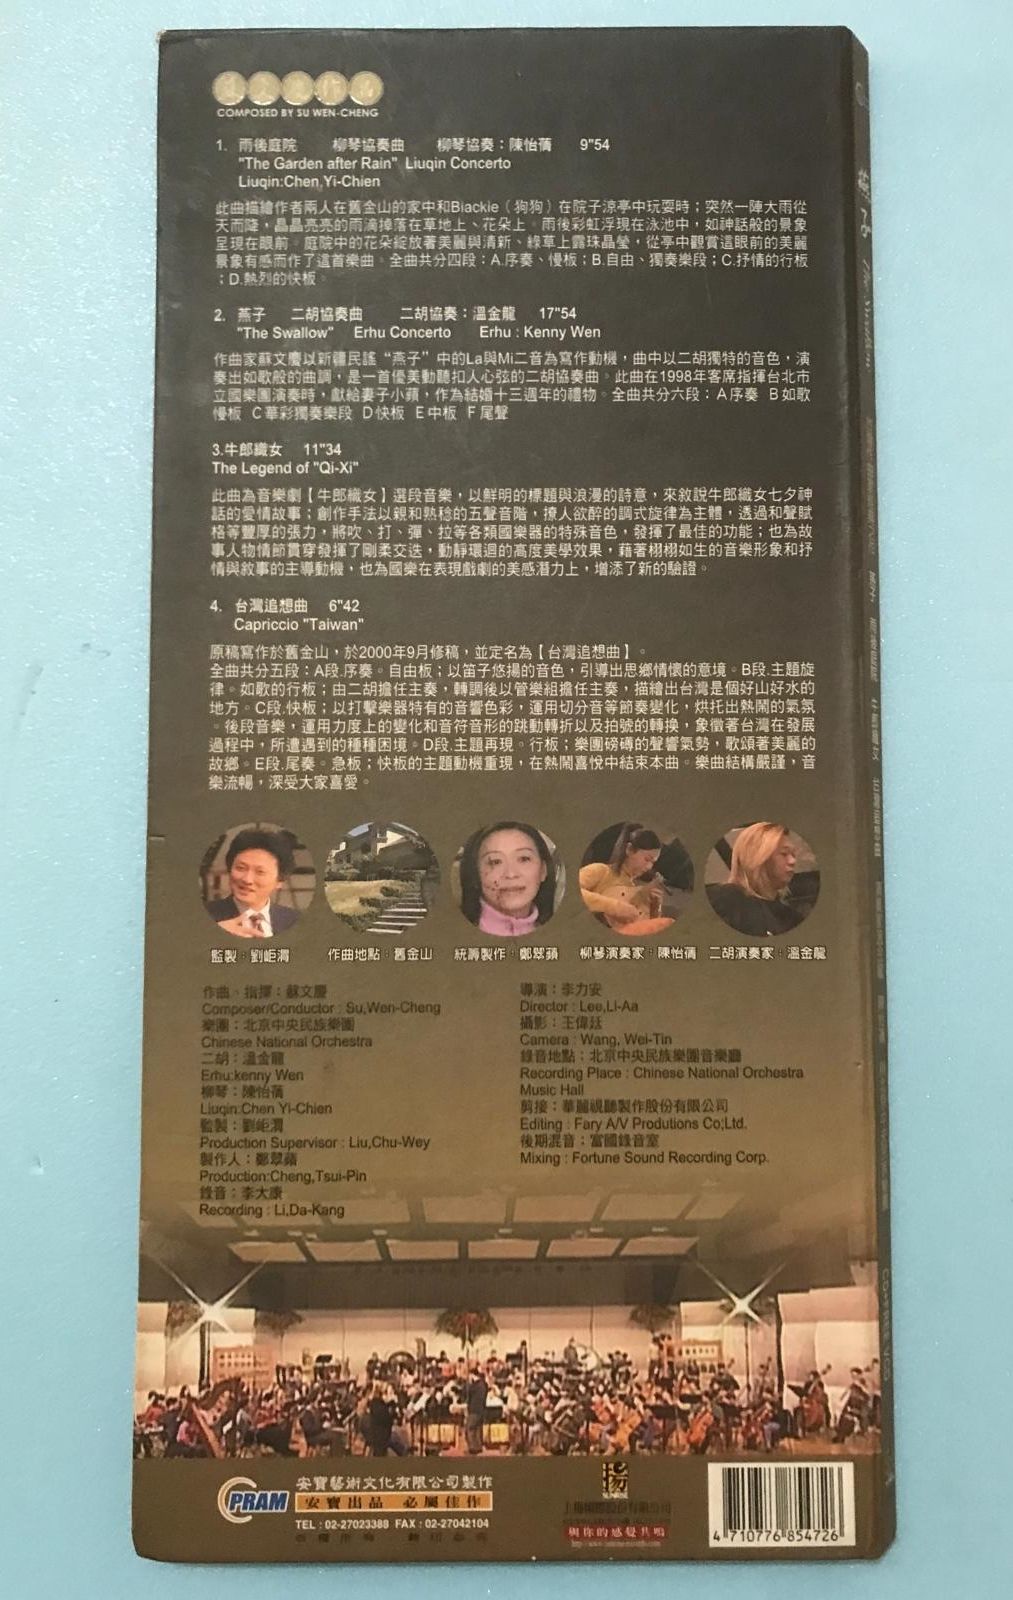 COMPOSED BY SU WEN-CHENG
1. 雨後庭院 柳琴協奏曲 柳琴協奏：陳怡蒨 9"54
"The Garden after Rain" Liuqin Concerto
Liuqin:Chen,Yi-Chien
此曲描繪作者兩人在舊金山的家中和Blackie（狗狗）在院子涼亭中玩耍時；突然一陣大雨從
天而降，晶晶亮亮的雨滴掉落在草地上、花朵上。雨後彩虹浮現在泳池中，如神話般的景象
呈現在眼前。庭院中的花朵綻放著美麗與清新、綠草上露珠晶瑩，從亭中觀賞這眼前的美麗
景象有感而作了這首樂曲。全曲共分四段：A.序奏、慢板；B.自由、獨奏樂段；C.抒情的行板
；D.熱烈的快板。
2. 燕子 二胡協奏曲 二胡協奏：溫金龍 17"54
"The Swallow" Erhu Concerto Erhu : Kenny Wen
作曲家蘇文慶以新疆民謠“燕子”中的La與Mi二音為寫作動機，曲中以二胡獨特的音色，演
奏出如歌般的曲調，是一首優美動聽扣人心弦的二胡協奏曲。此曲在1998年客席指揮台北市
立國樂團演奏時，獻給妻子小蘋，作為結婚十三週年的禮物。全曲共分六段：A序奏 B如歌
慢板 C華彩獨奏樂段 D快板 E中板 F尾聲
3.牛郎織女 11"34
The Legend of "Qi-Xi"
此曲為音樂劇【牛郎織女】選段音樂，以鮮明的標題與浪漫的詩意，來敘說牛郎織女七夕神
話的愛情故事；創作手法以親和熟稔的五聲音階，撩人欲醉的調式旋律為主體，透過和聲賦
格等豐厚的張力，將吹、打、彈、拉等各類國樂器的特殊音色，發揮了最佳的功能；也為故
事人物情節貫穿發揮了剛柔交迭，動靜環迴的高度美學效果，藉著栩栩如生的音樂形象和抒
情與敘事的主導動機，也為國樂在表現戲劇的美感潛力上，增添了新的驗證。
4. 台灣追想曲 6"42
Capriccio "Taiwan"
原稿寫作於舊金山，於2000年9月修稿，並定名為【台灣追想曲】。
全曲共分五段：A段.序奏。自由板；以笛子悠揚的音色，引導出思鄉情懷的意境。B段.主題旋
律。如歌的行板；由二胡擔任主奏，轉調後以管樂組擔任主奏，描繪出台灣是個好山好水的
地方。C段.快板；以打擊樂器特有的音響色彩，運用切分音等節奏變化，烘托出熱鬧的氣氛
。後段音樂，運用力度上的變化和音符音形的跳動轉折以及拍號的轉換，象徵著台灣在發展
過程中，所遭遇到的種種困境。D段.主題再現。行板；樂團磅礡的聲響氣勢，歌頌著美麗的
故鄉。E段.尾奏。急板；快板的主題動機重現，在熱鬧喜悅中結束本曲。樂曲結構嚴謹，音
樂流暢，深受大家喜愛。
監製：劉岠渭 作曲地點：舊金山 統籌製作：鄭翠蘋 柳琴演奏家：陳怡蒨 二胡演奏家：溫金龍
作曲、指揮：蘇文慶
Composer/Conductor : Su,Wen-Cheng
樂團：北京中央民族樂團
Chinese National Orchestra
二胡：溫金龍
Erhu:kenny Wen
柳琴：陳怡蒨
Liuqin:Chen Yi-Chien
監製：劉岠渭
Production Supervisor : Liu,Chu-Wey
製作人：鄭翠蘋
Production:Cheng,Tsui-Pin
錄音：李大康
Recording : Li,Da-Kang
導演：李力安
Director : Lee,Li-Aa
攝影：王偉廷
Camera : Wang, Wei-Tin
錄音地點：北京中央民族樂團音樂廳
Recording Place : Chinese National Orchestra
Music Hall
剪接：華麗視聽製作股份有限公司
Editing : Fary A/V Produtions Co;Ltd.
後期混音：富國錄音室
Mixing : Fortune Sound Recording Corp.
PRAM
安寶藝術文化有限公司製作
安寶出品 必屬佳作
TEL : 02-27023388 FAX : 02-27042104
揚
SUNRISE
上揚國際股份有限公司
與你的感覺共鳴
4 710776 854726
燕子 The Swallow